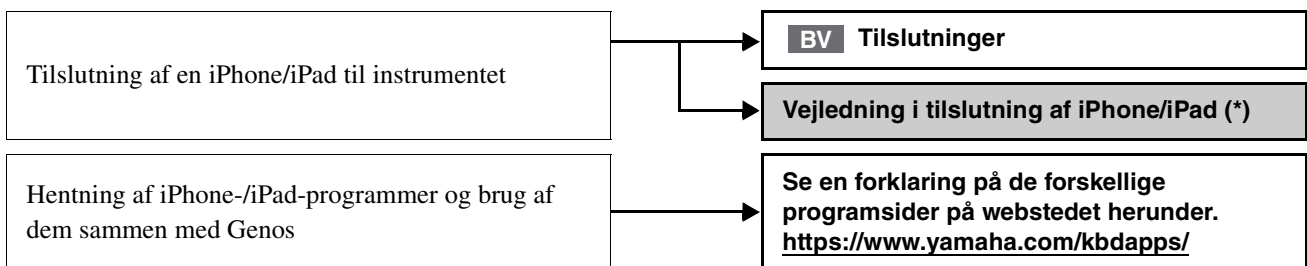 Tilslutning af en iPhone/iPad til instrumentet
BV Tilslutninger
Vejledning i tilslutning af iPhone/iPad (*)
Hentning af iPhone-/iPad-programmer og brug af
dem sammen med Genos
Se en forklaring på de forskellige
programsider på webstedet herunder.
https://www.yamaha.com/kbdapps/